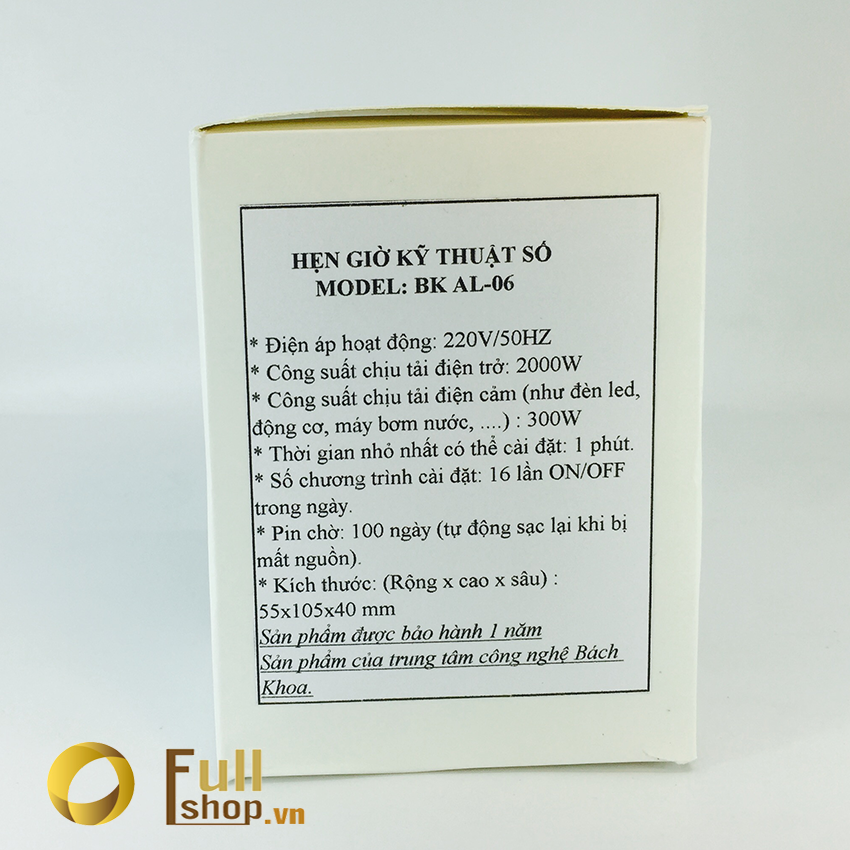 HẸN GIỜ KỸ THUẬT SỐ
MODEL: BK AL-06
* Điện áp hoạt động: 220V/50HZ
* Công suất chịu tải điện trở: 2000W
* Công suất chịu tải điện cảm (như đèn led,
động cơ, máy bơm nước, ....) : 300W
* Thời gian nhỏ nhất có thể cài đặt: 1 phút.
* Số chương trình cài đặt: 16 lần ON/OFF
trong ngày.
* Pin chờ: 100 ngày (tự động sạc lại khi bị
mất nguồn).
* Kích thước: (Rộng x cao x sâu) :
55x105x40 mm
Sản phẩm được bảo hành 1 năm
Sản phẩm của trung tâm công nghệ Bách
Khoa.
Full
shop.vn